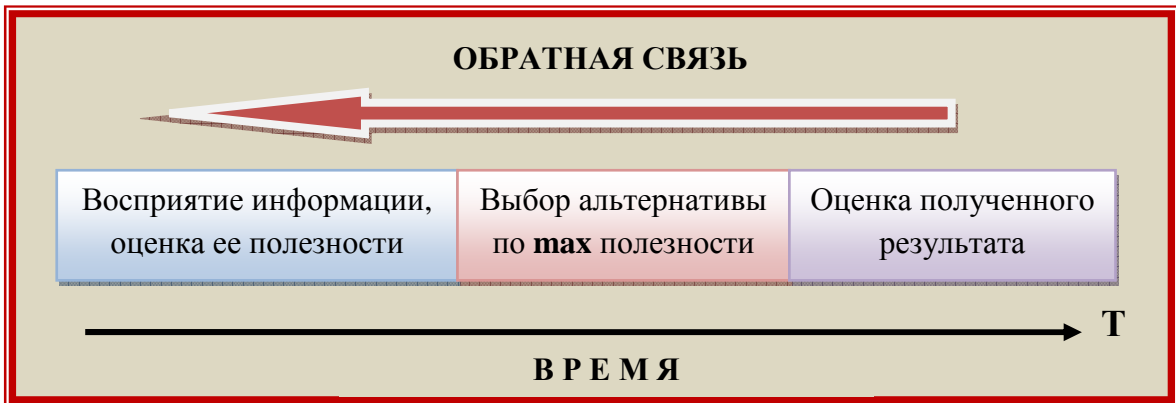 ОБРАТНАЯ СВЯЗЬ
Восприятие информации,
оценка ее полезности
Выбор альтернативы
по max полезности
Оценка полученного
результата
Т
В Р Е М Я